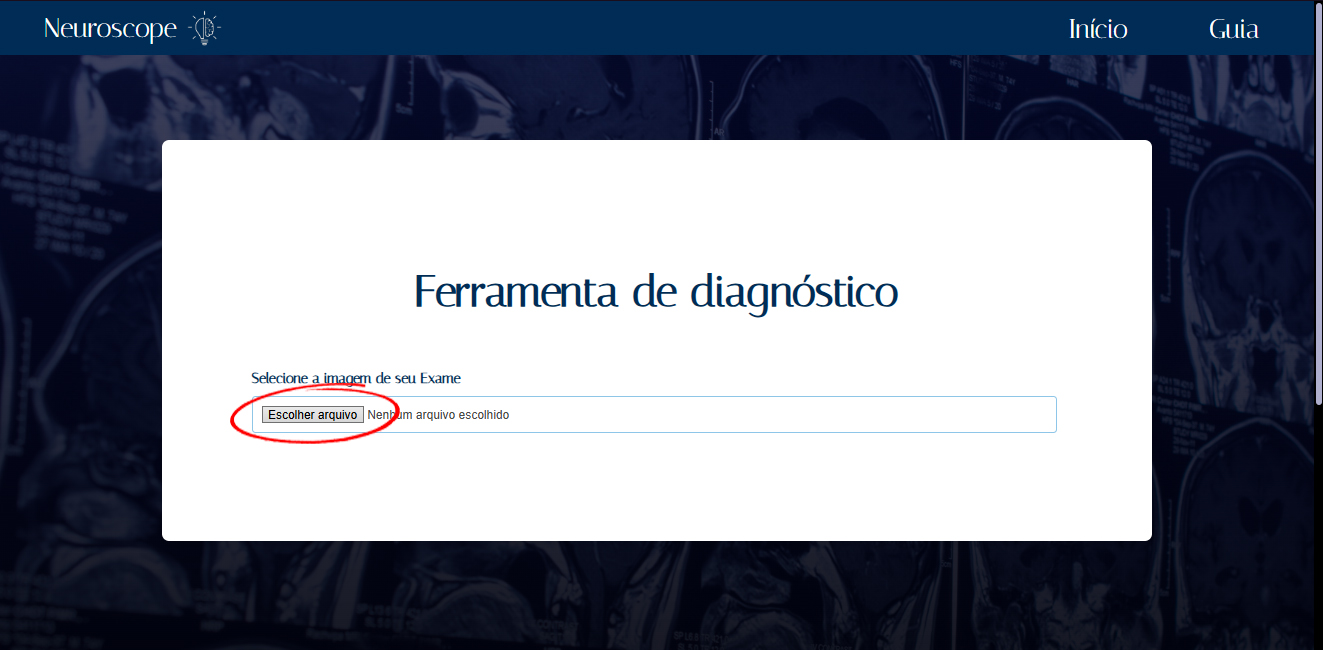 Neuroscope
Início
Guia
Ferramenta de diagnóstico
Selecione a imagem de seu Exame
Escolher arquivo
Nenhum arquivo escolhido